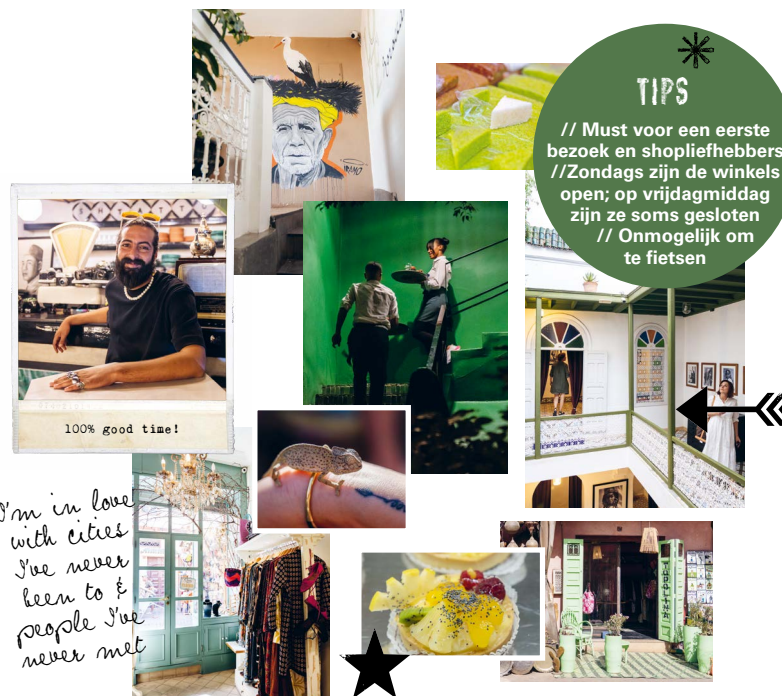 TIPS
// Must voor een eerste
bezoek en shopliefhebbers
//Zondags zijn de winkels
open; op vrijdagmiddag
zijn ze soms gesloten
// Onmogelijk om
te fietsen
100% good time!
I'm in love
with cities
I've never
been to &
people I've
never met